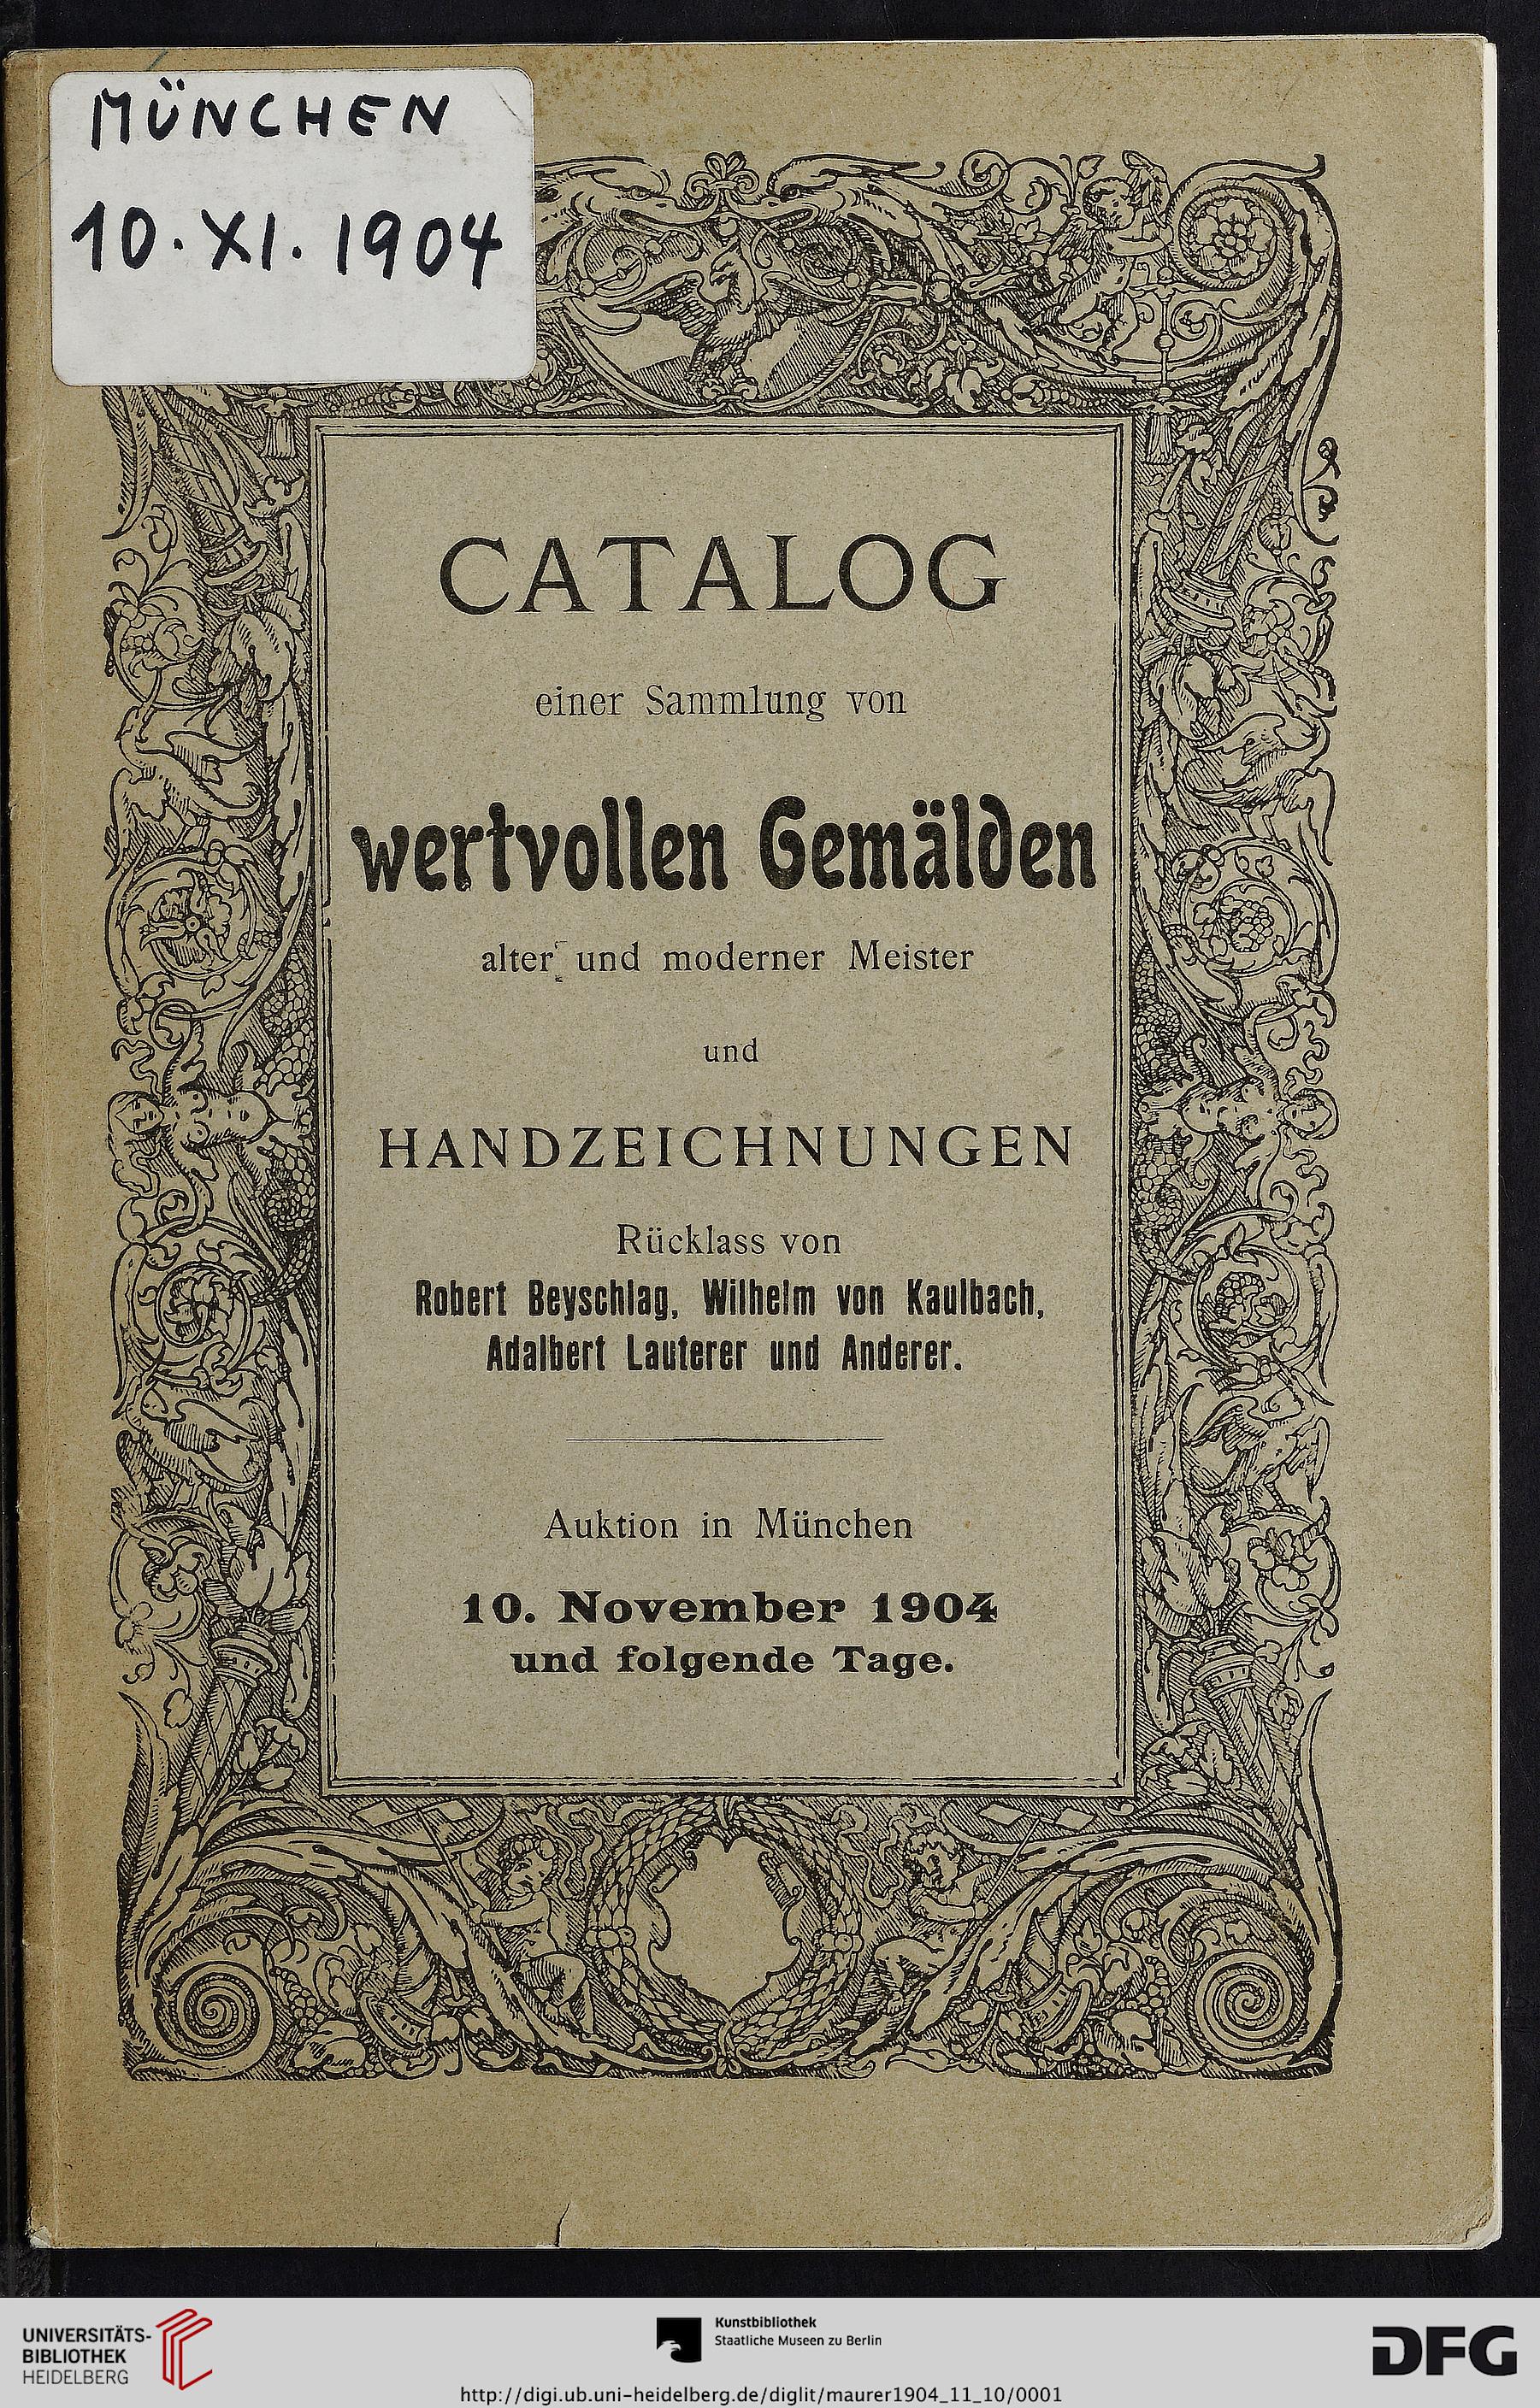 MÜNCHEN
10.XI.1904
CATALOG
einer Sammlung von
wertvollen Gemälden
alter und moderner Meister
und
HANDZEICHNUNGEN
Rücklass von
Robert Beyschlag, Wilhelm von Kaulbach,
Adalbert Lauterer und Anderer.
Auktion in München
10. November 1904
und folgende Tage.
UNIVERSITÄTS-
BIBLIOTHEK
HEIDELBERG
Kunstbibliothek
Staatliche Museen zu Berlin
DFG
http://digi.ub.uni-heidelberg.de/diglit/maurer1904_11_10/0001